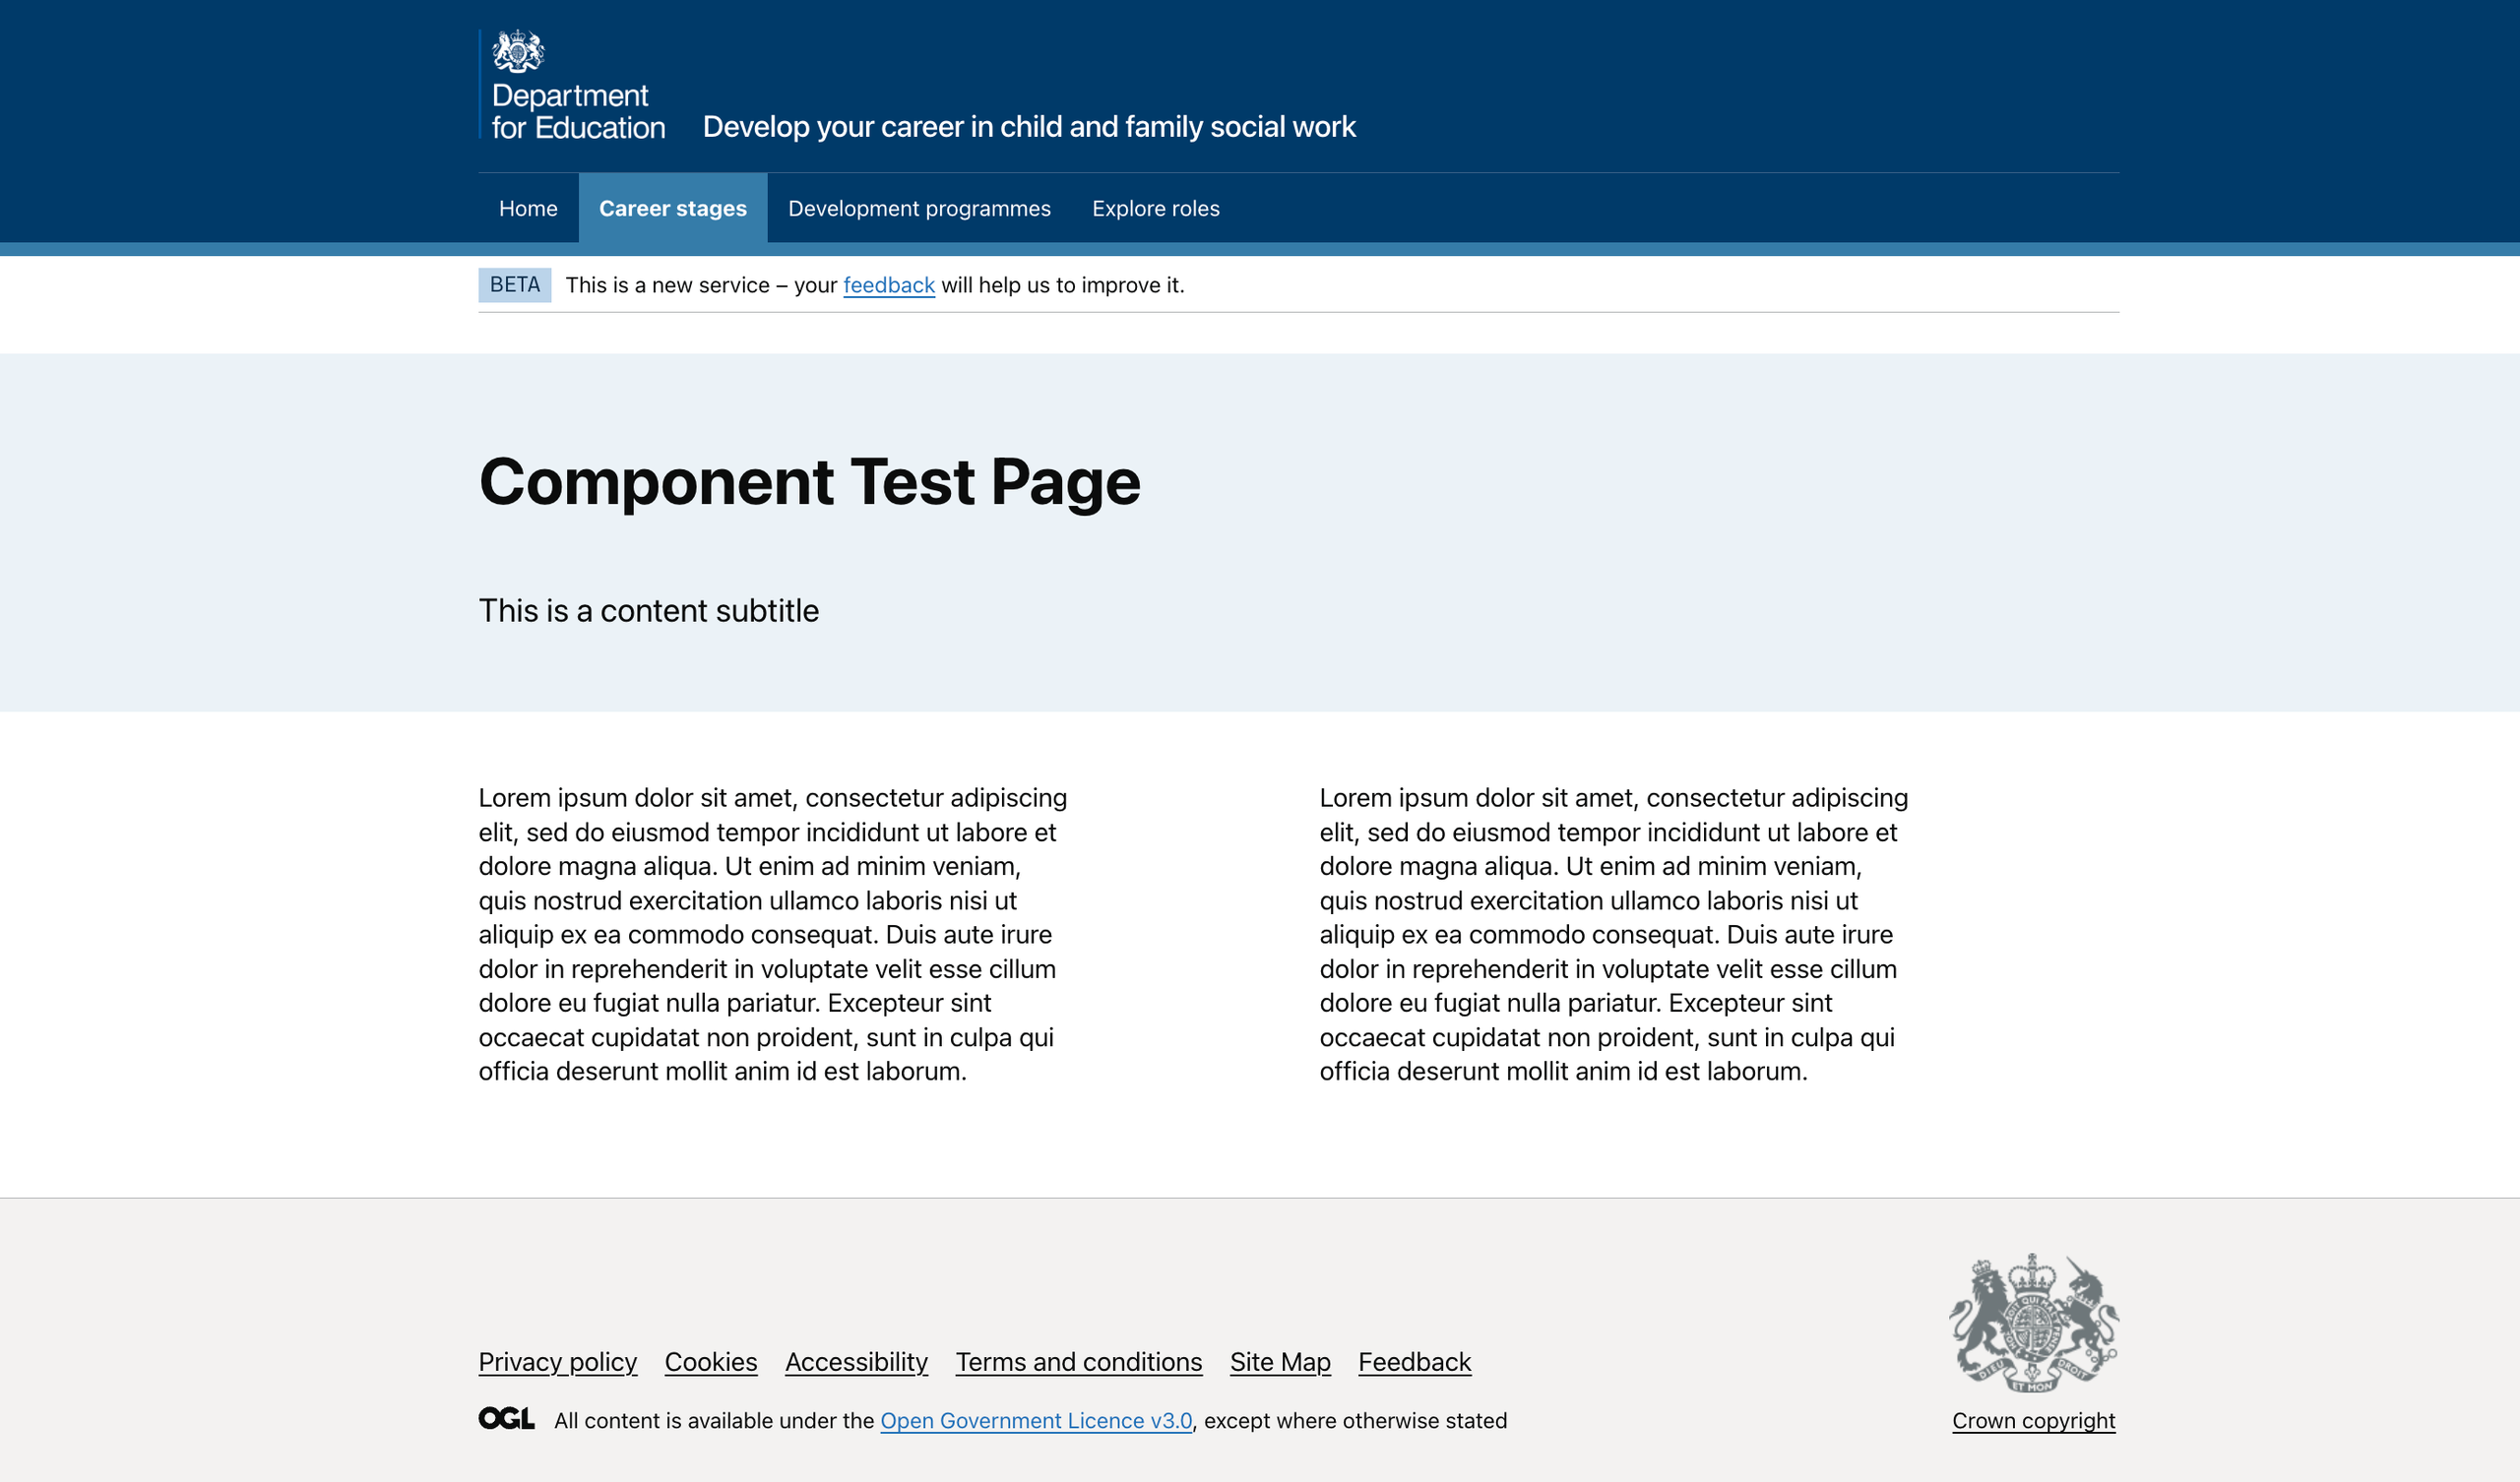 Department
for Education
Develop your career in child and family social work
Home Career stages Development programmes Explore roles
BETA This is a new service – your feedback will help us to improve it.
Component Test Page
This is a content subtitle
Lorem ipsum dolor sit amet, consectetur adipiscing
elit, sed do eiusmod tempor incididunt ut labore et
dolore magna aliqua. Ut enim ad minim veniam,
quis nostrud exercitation ullamco laboris nisi ut
aliquip ex ea commodo consequat. Duis aute irure
dolor in reprehenderit in voluptate velit esse cillum
dolore eu fugiat nulla pariatur. Excepteur sint
occaecat cupidatat non proident, sunt in culpa qui
officia deserunt mollit anim id est laborum.
Lorem ipsum dolor sit amet, consectetur adipiscing
elit, sed do eiusmod tempor incididunt ut labore et
dolore magna aliqua. Ut enim ad minim veniam,
quis nostrud exercitation ullamco laboris nisi ut
aliquip ex ea commodo consequat. Duis aute irure
dolor in reprehenderit in voluptate velit esse cillum
dolore eu fugiat nulla pariatur. Excepteur sint
occaecat cupidatat non proident, sunt in culpa qui
officia deserunt mollit anim id est laborum.
Privacy policy Cookies Accessibility Terms and conditions Site Map Feedback
OGL All content is available under the Open Government Licence v3.0, except where otherwise stated
DIEU ET MON DROIT
Crown copyright